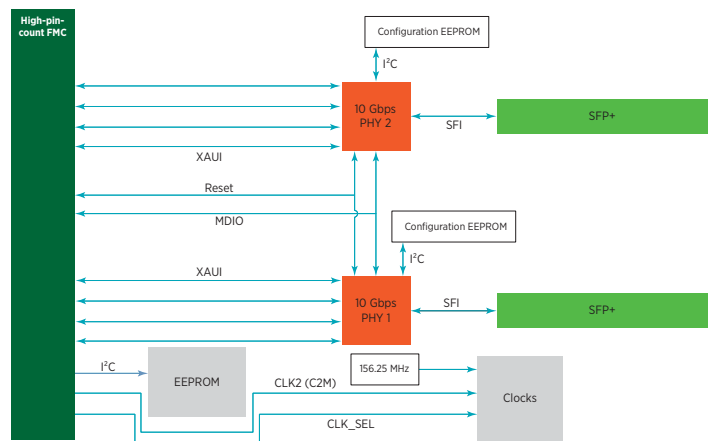 High-pin-
count FMC
Configuration EEPROM
I²C
10 Gbps
PHY 2
SFI
SFP+
XAUI
Reset
MDIO
Configuration EEPROM
I²C
XAUI
10 Gbps
PHY 1
SFI
SFP+
I²C
EEPROM
156.25 MHz
CLK2 (C2M)
Clocks
CLK_SEL